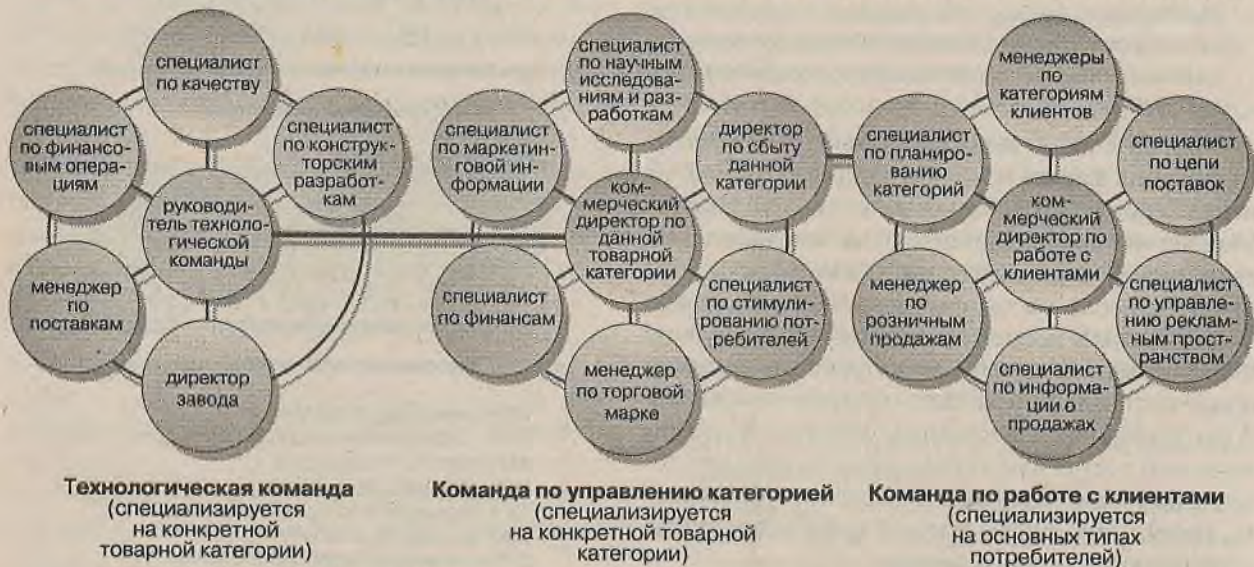 специалист
по качеству
специалист
по финансо-
вым опера-
циям
специалист
по конструк-
торским
разработ-
кам
руководи-
тель техноло-
гической
команды
менеджер
по
поставкам
директор
завода
Технологическая команда
(специализируется
на конкретной
товарной категории)
специалист
по научным
исследова-
ниям и раз-
работкам
специалист
по маркетин-
говой ин-
формации
директор
по сбыту
данной
категории
ком-
мерческий
директор по
данной
товарной
категории
специалист
по финансам
специалист
по стимули-
рованию пот-
ребителей
менеджер
по торговой
марке
Команда по управлению категорией
(специализируется
на конкретной товарной
категории)
менеджеры
по
категориям
клиентов
специалист
по планиро-
ванию
категорий
специалист
по цепи
поставок
ком-
мерческий
директор по
работе с
клиентами
менеджер
по
розничным
продажам
специалист
по управле-
нию реклам-
ным прост-
ранством
специалист
по информа-
ции о
продажах
Команда по работе с клиентами
(специализируется
на основных типах
потребителей)